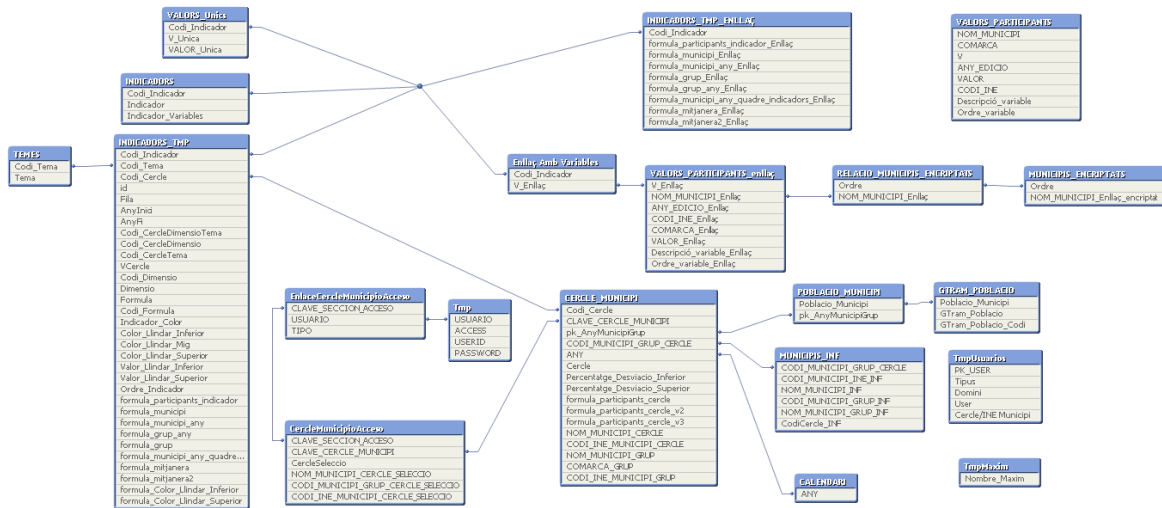 VALORS_Unics
Codi_Indicador
V_Unica
VALOR_Unica
INDICADORS
Codi_Indicador
Indicador
Indicador_Variables
TEMES
Codi_Tema
Tema
INDICADORS_TMP
Codi_Indicador
Codi_Tema
Codi_Cercle
id
Fila
AnyInici
AnyFi
Codi_CercleDimensioTema
Codi_CercleDimensio
Codi_CercleTema
VCercle
Codi_Dimensio
Dimensio
Formula
Codi_Formula
Indicador_Color
Color_Llindar_Inferior
Color_Llindar_Mig
Color_Llindar_Superior
Valor_Llindar_Inferior
Valor_Llindar_Superior
Ordre_Indicador
formula_participants_indicador
formula_municipi
formula_municipi_any
formula_grup_any
formula_grup
formula_municipi_any_quadre...
formula_mitjanera
formula_mitjanera2
formula_Color_Llindar_Inferior
formula_Color_Llindar_Superior
INDICADORS_TMP_ENLLAÇ
Codi_Indicador
formula_participants_indicador_Enllaç
formula_municipi_Enllaç
formula_municipi_any_Enllaç
formula_grup_Enllaç
formula_grup_any_Enllaç
formula_municipi_any_quadre_indicadors_Enllaç
formula_mitjanera_Enllaç
formula_mitjanera2_Enllaç
VALORS_PARTICIPANTS
NOM_MUNICIPI
COMARCA
V
ANY_EDICIO
VALOR
CODI_INE
Descripció_variable
Ordre_variable
Enllaç Amb Variables
Codi_Indicador
V_Enllaç
VALORS_PARTICIPANTS_enllaç
V_Enllaç
NOM_MUNICIPI_Enllaç
ANY_EDICIO_Enllaç
CODI_INE_Enllaç
COMARCA_Enllaç
VALOR_Enllaç
Descripció_variable_Enllaç
Ordre_variable_Enllaç
RELACIO_MUNICIPIS_ENCRIPTATS
Ordre
NOM_MUNICIPI_Enllaç
MUNICIPIS_ENCRIPTATS
Ordre
NOM_MUNICIPI_Enllaç_encriptat
EnlaceCercleMunicipioAcceso
CLAVE_SECCION_ACCESO
USUARIO
TIPO
Tmp
USUARIO
ACCESS
USERID
PASSWORD
CercleMunicipioAcceso
CLAVE_SECCION_ACCESO
CLAVE_CERCLE_MUNICIPI
CercleSeleccio
NOM_MUNICIPI_CERCLE_SELECCIO
CODI_MUNICIPI_GRUP_CERCLE_SELECCIO
CODI_INE_MUNICIPI_CERCLE_SELECCIO
CERCLE_MUNICIPI
Codi_Cercle
CLAVE_CERCLE_MUNICIPI
pk_AnyMunicipiGrup
CODI_MUNICIPI_GRUP_CERCLE
ANY
Cercle
Percentatge_Desviacio_Inferior
Percentatge_Desviacio_Superior
formula_participants_cercle
formula_participants_cercle_v2
formula_participants_cercle_v3
NOM_MUNICIPI_CERCLE
CODI_INE_MUNICIPI_CERCLE
NOM_MUNICIPI_GRUP
COMARCA_GRUP
CODI_INE_MUNICIPI_GRUP
POBLACIO_MUNICIPI
Poblacio_Municipi
pk_AnyMunicipiGrup
GTRAM_POBLACIO
Poblacio_Municipi
GTram_Poblacio
GTram_Poblacio_Codi
MUNICIPIS_INF
CODI_MUNICIPI_GRUP_CERCLE
CODI_MUNICIPI_INE_INF
NOM_MUNICIPI_INF
CODI_MUNICIPI_GRUP_INF
NOM_MUNICIPI_GRUP_INF
CodiCercle_INF
TmpUsuarios
PK_USER
Tipus
Domini
User
Cercle/INE Municipi
CALENDARI
ANY
TmpMaxim
Nombre_Maxim